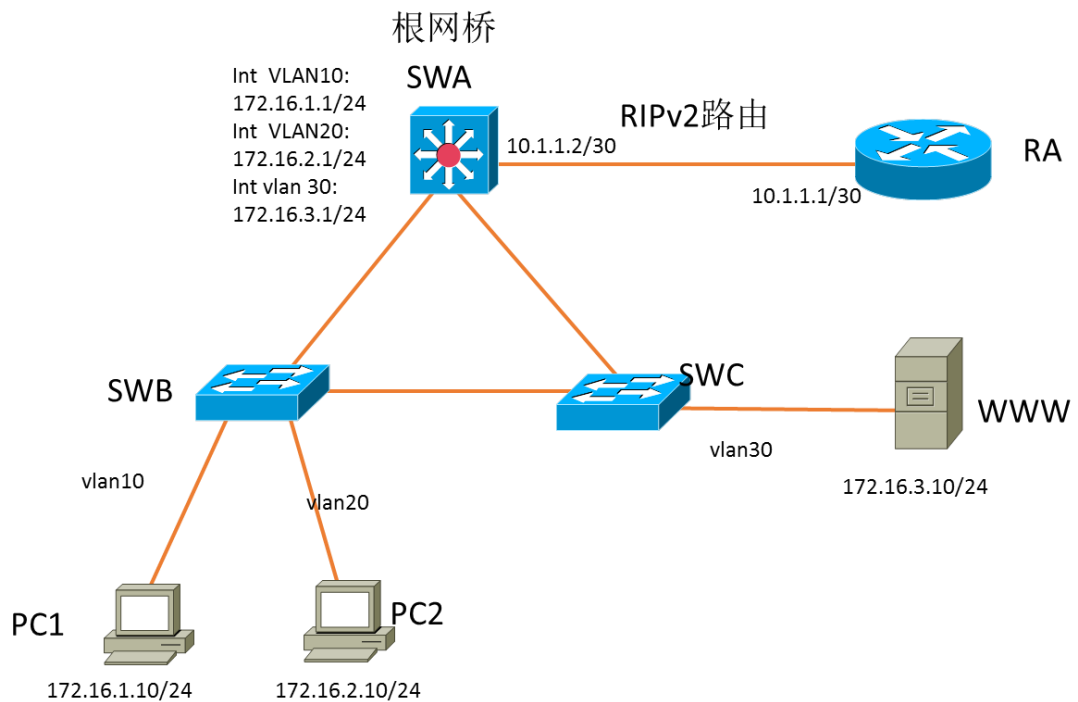 根网桥
SWA
Int  VLAN10:
172.16.1.1/24
Int VLAN20:
172.16.2.1/24
Int vlan 30:
172.16.3.1/24
RIPv2路由
10.1.1.2/30
RA
10.1.1.1/30
SWB
SWC
WWW
vlan10
vlan20
vlan30
172.16.3.10/24
PC1
PC2
172.16.1.10/24
172.16.2.10/24